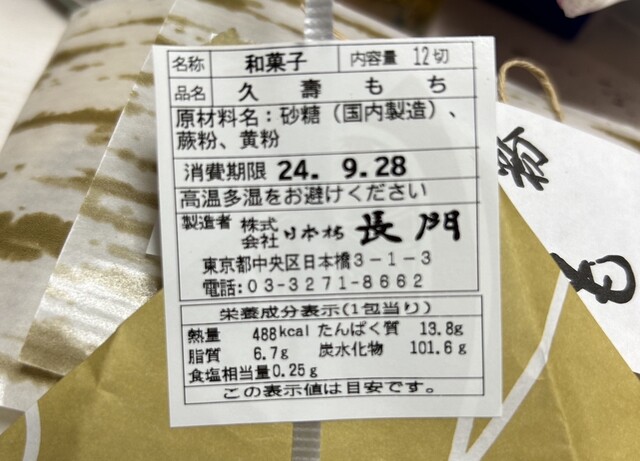 名称 和菓子 内容量 12切
品名 久壽もち
原材料名：砂糖（国内製造）、
蕨粉、黄粉
消費期限 24. 9.28
高温多湿をお避けください
製造者 株式会社 日本橋 長門
東京都中央区日本橋3-1-3
電話:03-3271-8662
栄養成分表示(1包当り)
熱量 488kcal たんぱく質 13.8g
脂質 6.7g 炭水化物 101.6g
食塩相当量0.25g
この表示値は目安です。
粉
も